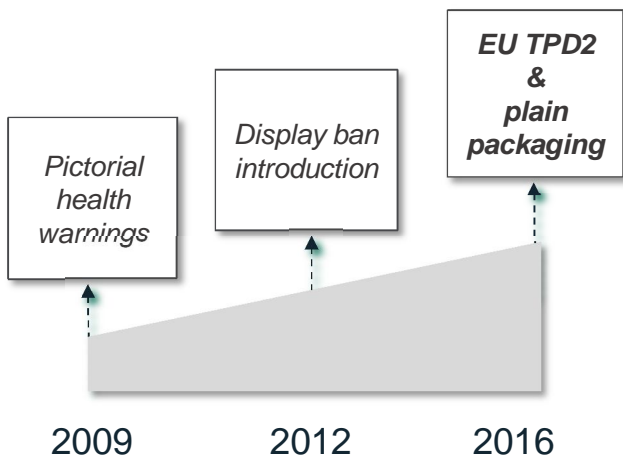 Pictorial
health
warnings
Display ban
introduction
EU TPD2
&
plain
packaging
2009
2012
2016